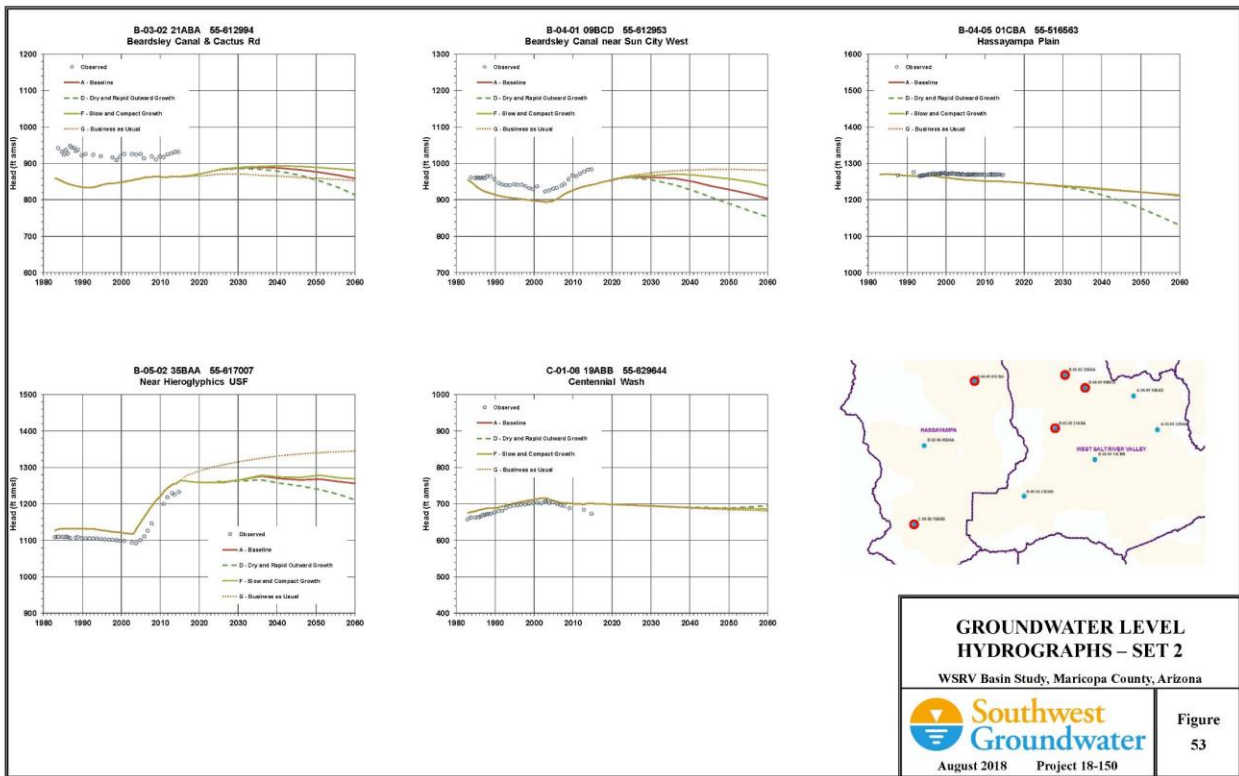 B-03-02 21ABA 55-612994
Beardsley Canal & Cactus Rd
1200
1100
1000
900
800
700
600
Head (ft amsl)
Observed
A - Baseline
D - Dry and Rapid Outward Growth
F - Slow and Compact Growth
G - Business as Usual
1980 1990 2000 2010 2020 2030 2040 2050 2060
B-04-01 09BCD 55-612953
Beardsley Canal near Sun City West
1300
1200
1100
1000
900
800
700
Head (ft amsl)
Observed
A - Baseline
D - Dry and Rapid Outward Growth
F - Slow and Compact Growth
G - Business as Usual
1980 1990 2000 2010 2020 2030 2040 2050 2060
B-04-05 01CBA 55-516563
Hassayampa Plain
1600
1500
1400
1300
1200
1100
1000
Head (ft amsl)
Observed
A - Baseline
D - Dry and Rapid Outward Growth
F - Slow and Compact Growth
G - Business as Usual
1980 1990 2000 2010 2020 2030 2040 2050 2060
B-05-02 35BAA 55-617007
Near Hieroglyphics USF
1500
1400
1300
1200
1100
1000
900
Head (ft amsl)
Observed
A - Baseline
D - Dry and Rapid Outward Growth
F - Slow and Compact Growth
G - Business as Usual
1980 1990 2000 2010 2020 2030 2040 2050 2060
C-01-06 19ABB 55-629644
Centennial Wash
1000
900
800
700
600
500
400
Head (ft amsl)
Observed
A - Baseline
D - Dry and Rapid Outward Growth
F - Slow and Compact Growth
G - Business as Usual
1980 1990 2000 2010 2020 2030 2040 2050 2060
HASSAYAMPA
WEST SALT RIVER VALLEY
GROUNDWATER LEVEL
HYDROGRAPHS – SET 2
WSRV Basin Study, Maricopa County, Arizona
Southwest
Groundwater
August 2018 Project 18-150
Figure
53